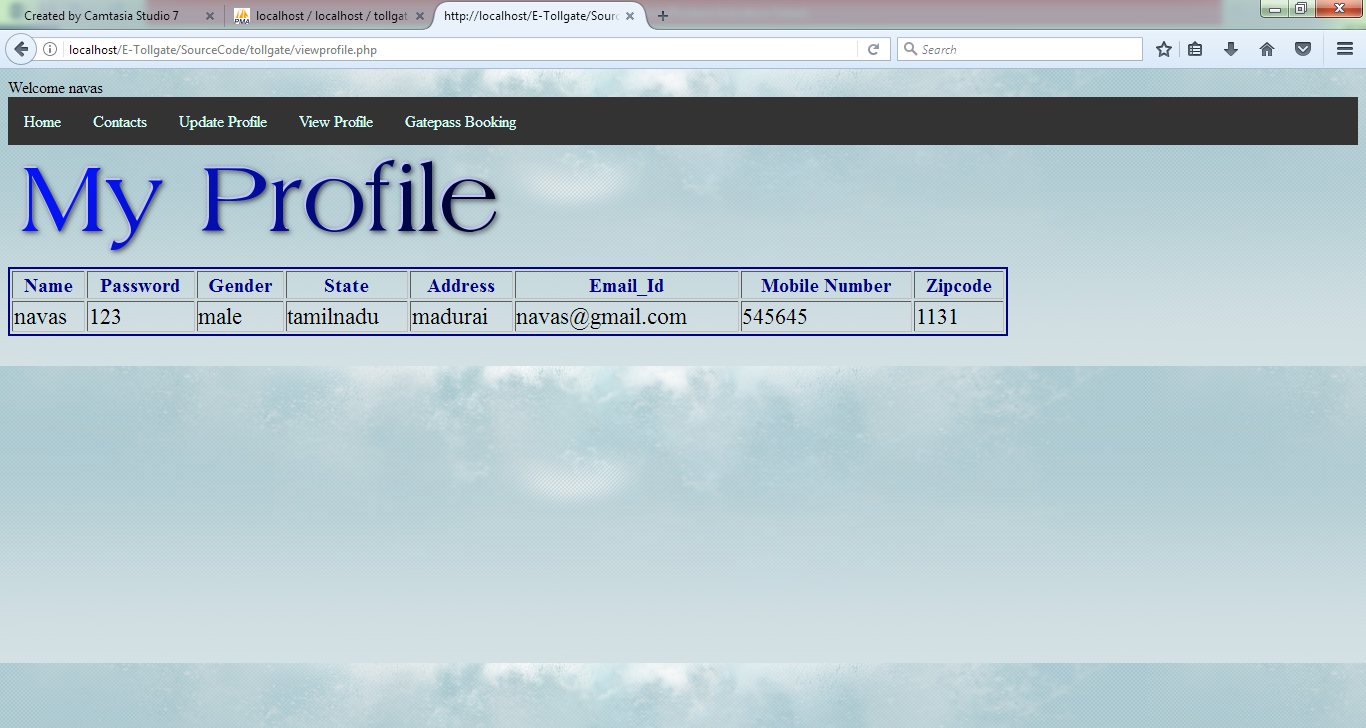 Created by Camtasia Studio 7
localhost / localhost / tollgat
http://localhost/E-Tollgate/Sourc
PMA
localhost/E-Tollgate/SourceCode/tollgate/viewprofile.php
Search
Welcome navas
Home Contacts Update Profile View Profile Gatepass Booking
My Profile
Name Password Gender State Address Email_Id Mobile Number Zipcode
navas 123 male tamilnadu madurai navas@gmail.com 545645 1131